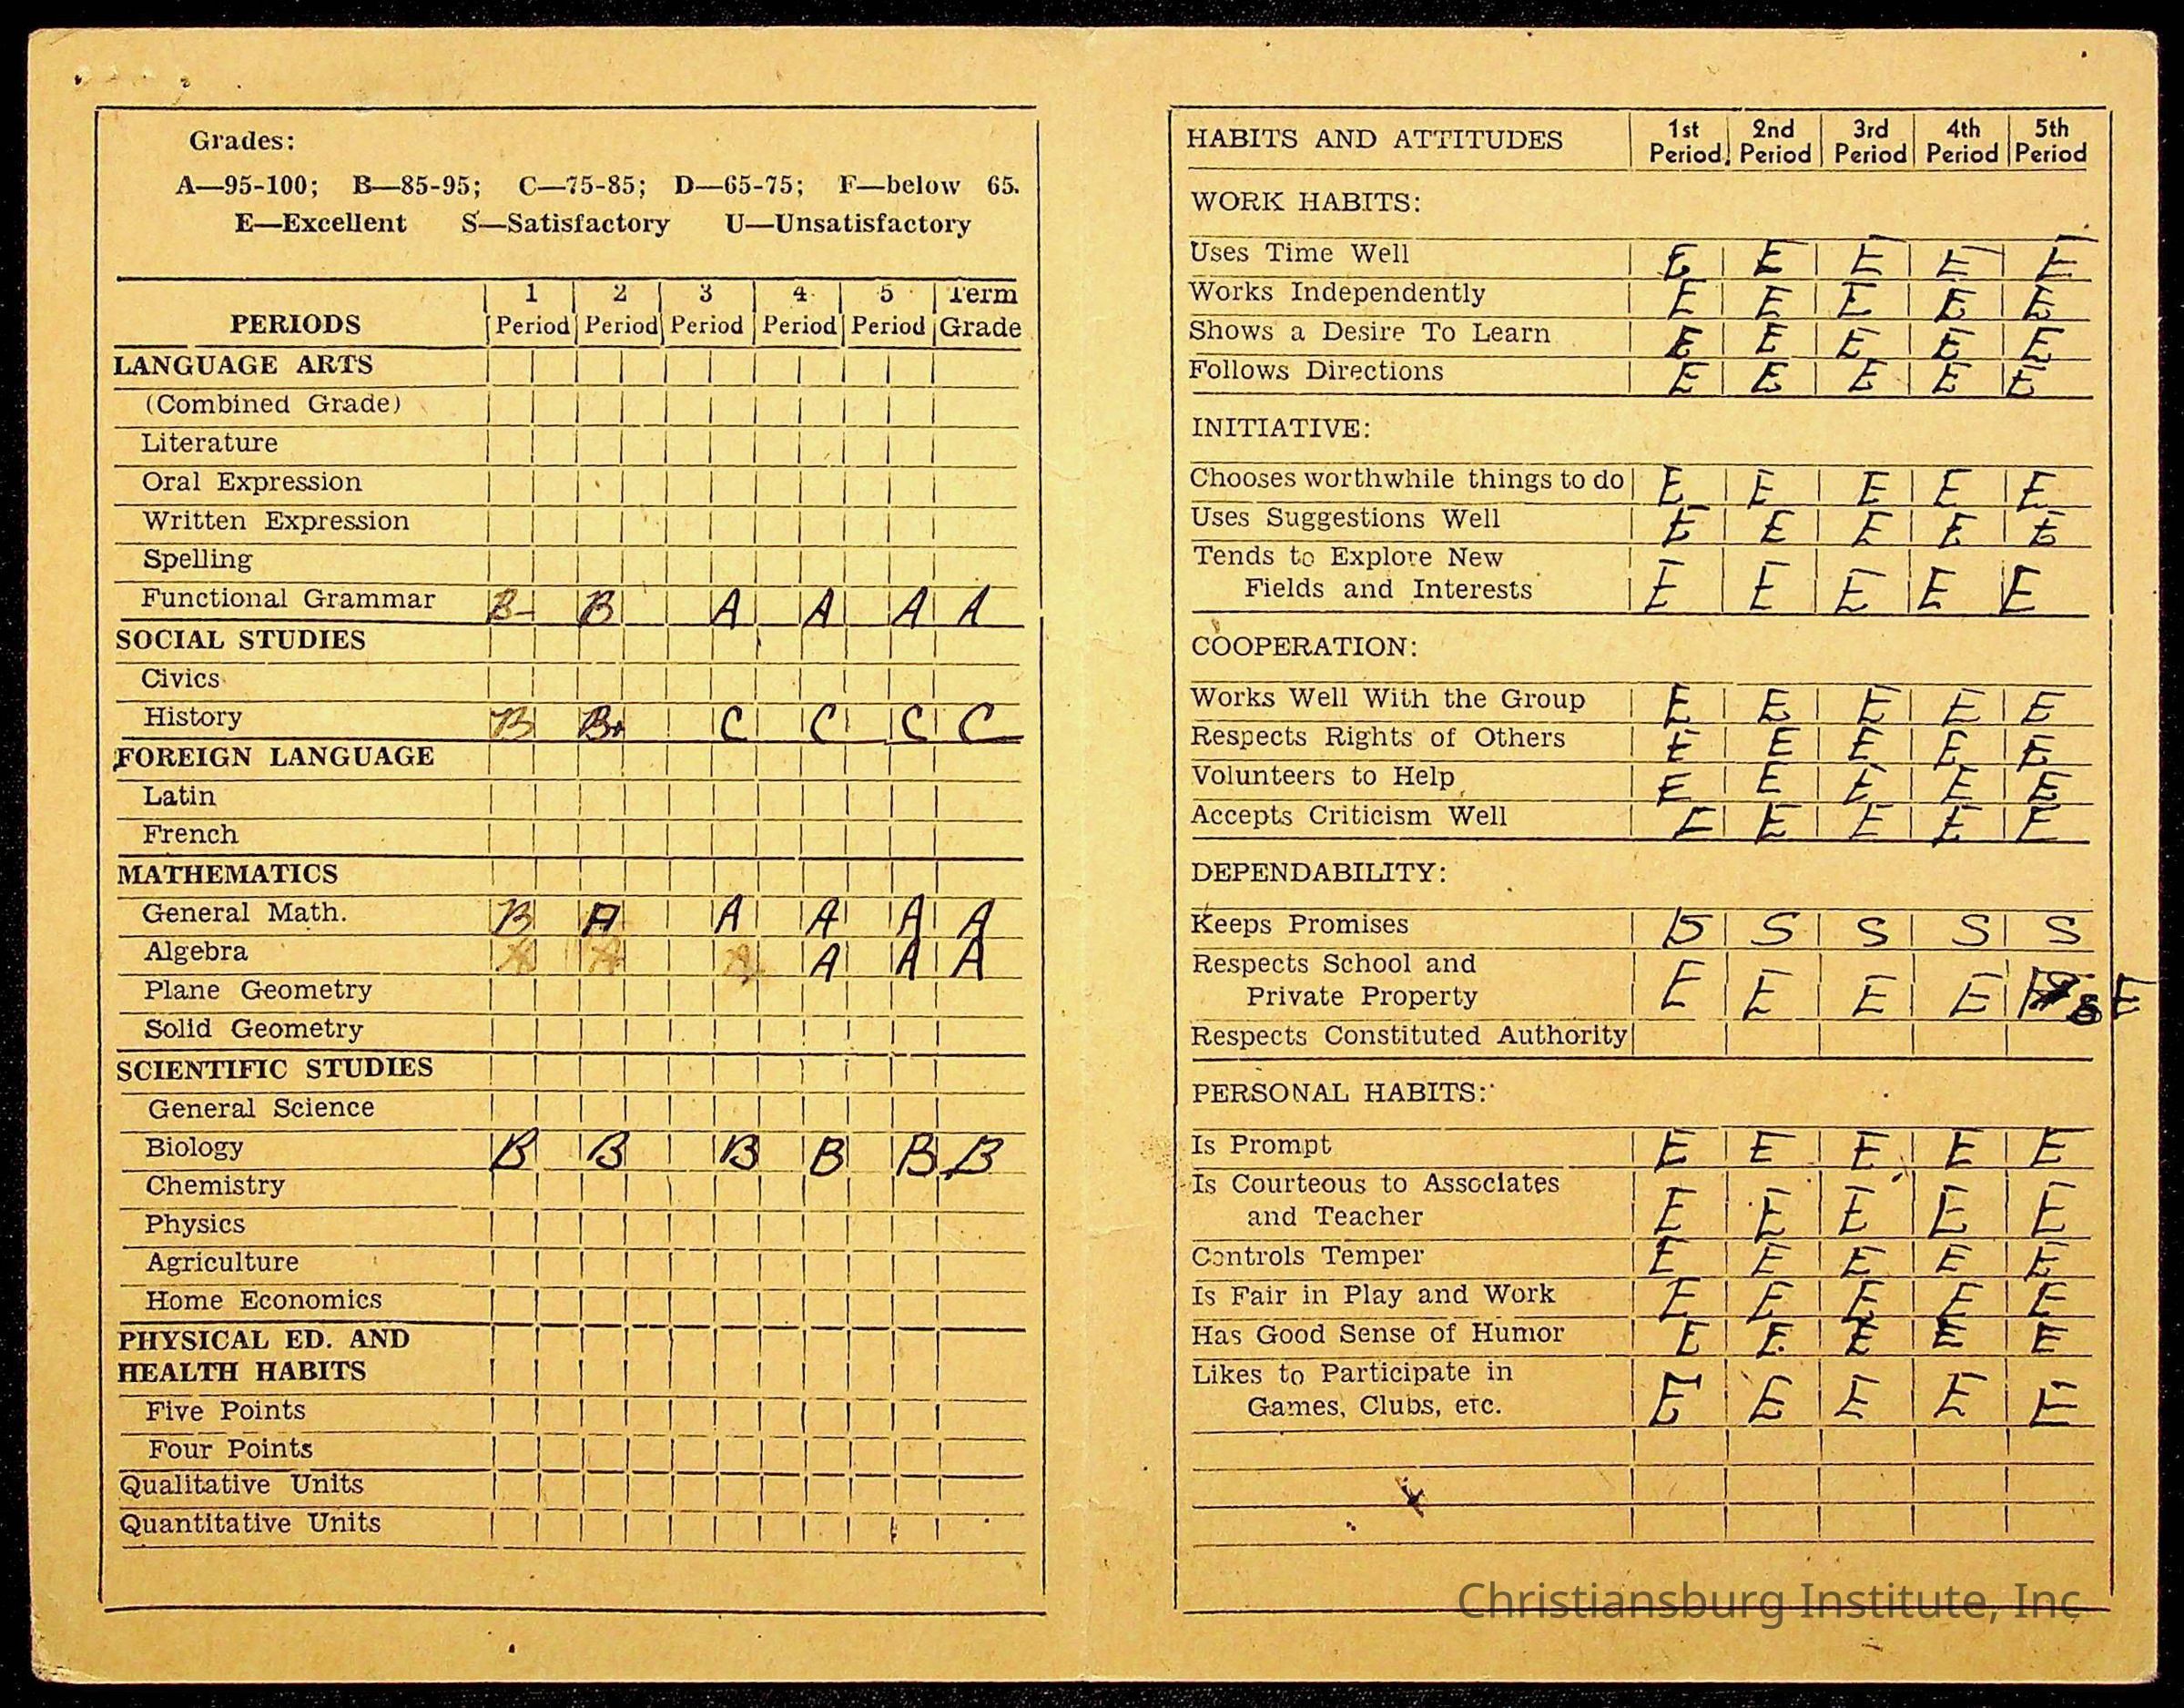 Grades:
A—95-100; B—85-95; C—75-85; D—65-75; F—below 65.
E—Excellent S—Satisfactory U—Unsatisfactory
PERIODS 1 Period 2 Period 3 Period 4 Period 5 Period Term Grade
LANGUAGE ARTS
(Combined Grade)
Literature
Oral Expression
Written Expression
Spelling
Functional Grammar B- B A A A A
SOCIAL STUDIES
Civics
History B B+ C C C C
FOREIGN LANGUAGE
Latin
French
MATHEMATICS
General Math. B A A A A A
Algebra A A A
Plane Geometry
Solid Geometry
SCIENTIFIC STUDIES
General Science
Biology B B B B B B
Chemistry
Physics
Agriculture
Home Economics
PHYSICAL ED. AND
HEALTH HABITS
Five Points
Four Points
Qualitative Units
Quantitative Units
HABITS AND ATTITUDES 1st Period 2nd Period 3rd Period 4th Period 5th Period
WORK HABITS:
Uses Time Well E E E E E
Works Independently E E E E E
Shows a Desire To Learn E E E E E
Follows Directions E E E E E
INITIATIVE:
Chooses worthwhile things to do E E E E E
Uses Suggestions Well E E E E E
Tends to Explore New
Fields and Interests E E E E E
COOPERATION:
Works Well With the Group E E E E E
Respects Rights of Others E E E E E
Volunteers to Help E E E E E
Accepts Criticism Well E E E E E
DEPENDABILITY:
Keeps Promises S S S S S
Respects School and
Private Property E E E E E
Respects Constituted Authority
PERSONAL HABITS:
Is Prompt E E E E E
Is Courteous to Associates
and Teacher E E E E E
Controls Temper E E E E E
Is Fair in Play and Work E E E E E
Has Good Sense of Humor E E E E E
Likes to Participate in
Games, Clubs, etc. E E E E E
Christiansburg Institute, Inc